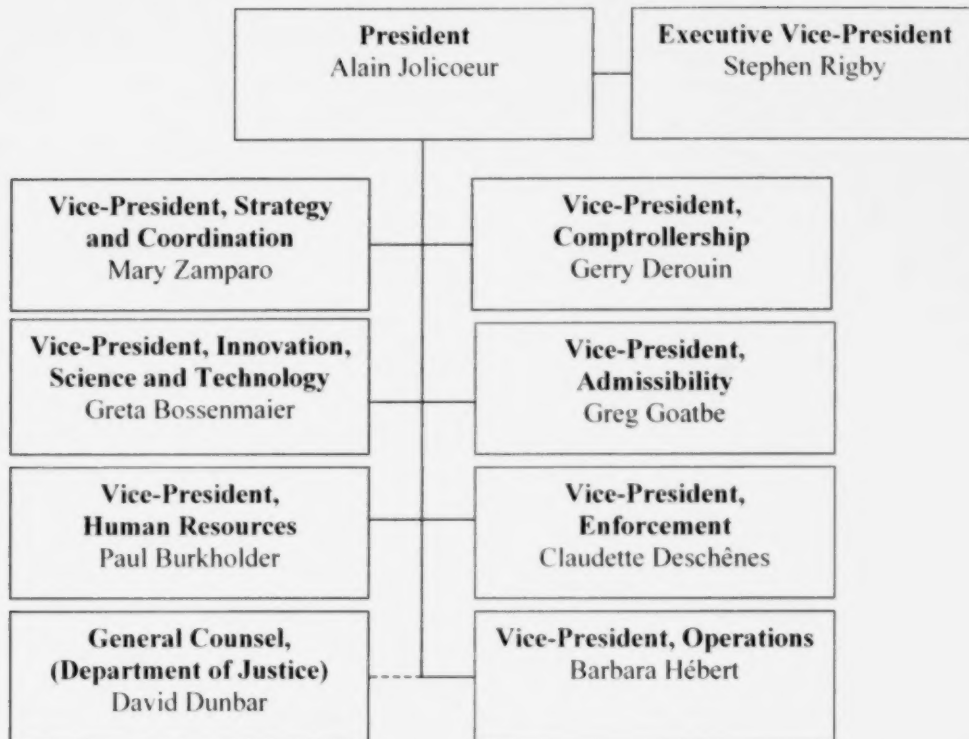 President
Alain Jolicoeur
Executive Vice-President
Stephen Rigby
Vice-President, Strategy
and Coordination
Mary Zamparo
Vice-President,
Comptrollership
Gerry Derouin
Vice-President, Innovation,
Science and Technology
Greta Bossenmaier
Vice-President,
Admissibility
Greg Goatbe
Vice-President,
Human Resources
Paul Burkholder
Vice-President,
Enforcement
Claudette Deschênes
General Counsel,
(Department of Justice)
David Dunbar
Vice-President, Operations
Barbara Hébert